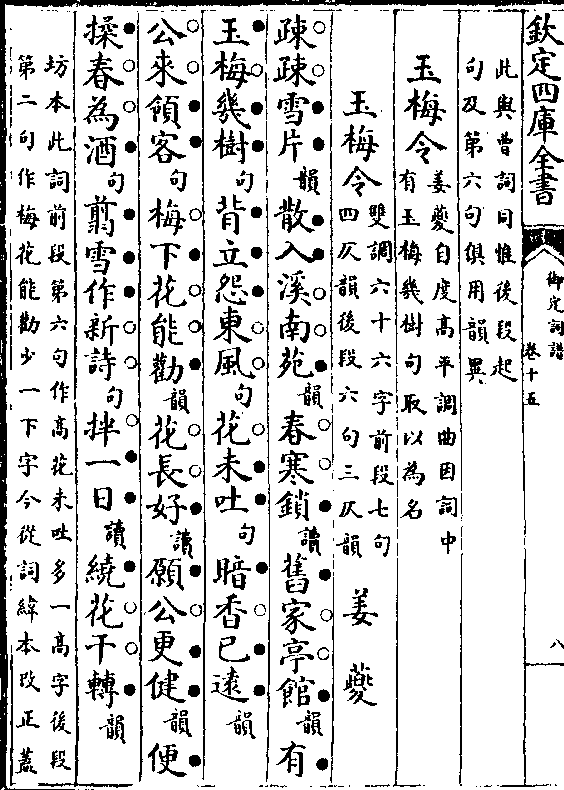 欽定四庫全書
御定詞譜
卷十五
八
此與曹詞同惟後段起
句及第六句俱用韻異
玉梅令
姜夔自度高平調曲因詞中
有玉梅幾樹句取以為名
玉梅令
雙調六十六字前段七句
四仄韻後段六句三仄韻
姜夔
疎疎雪片韻散入溪南苑韻春寒鎖讀舊家亭館韻有
玉梅幾樹句背立怨東風句花未吐句暗香已遠韻
公來領客句梅下花能勸韻花長好讀願公更健韻便
揉春為酒句翦雪作新詩句拌一日讀繞花千轉韻
坊本此詞前段第六句作高花未吐多一高字後段
第二句作梅花能勸少一下字今從詞緯本改正蓋